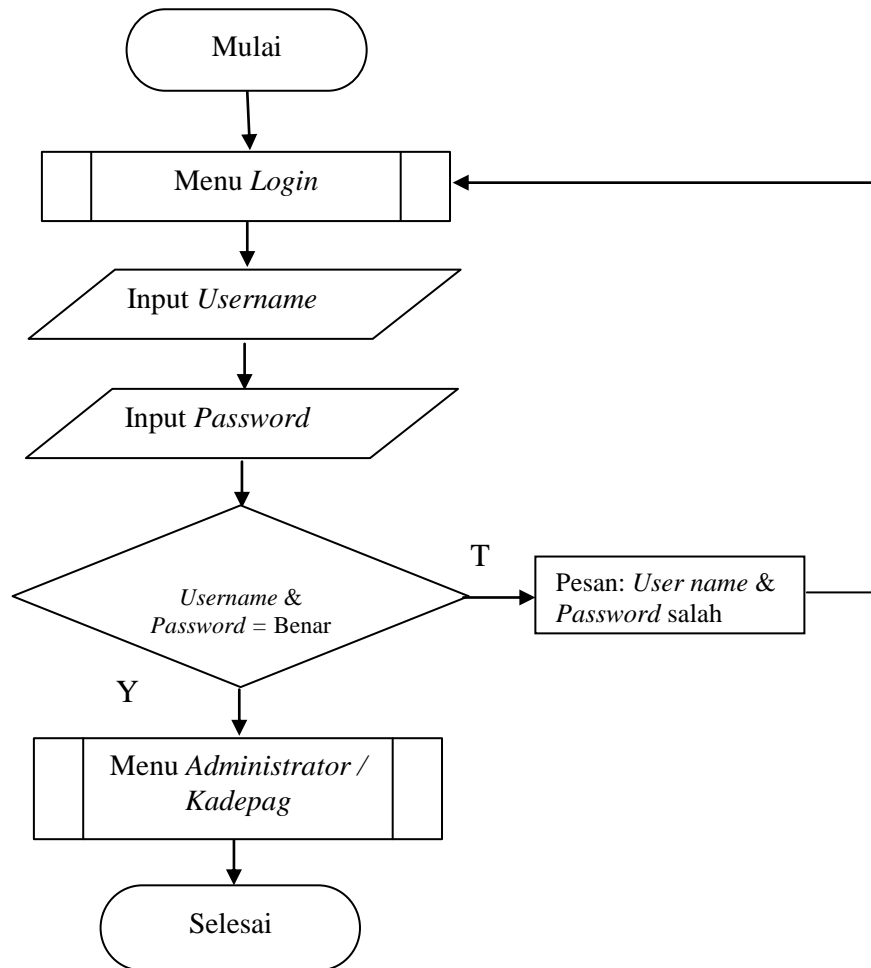 Mulai
Menu Login
Input Username
Input Password
T
Username &
Password = Benar
Pesan: User name &
Password salah
Y
Menu Administrator /
Kadepag
Selesai